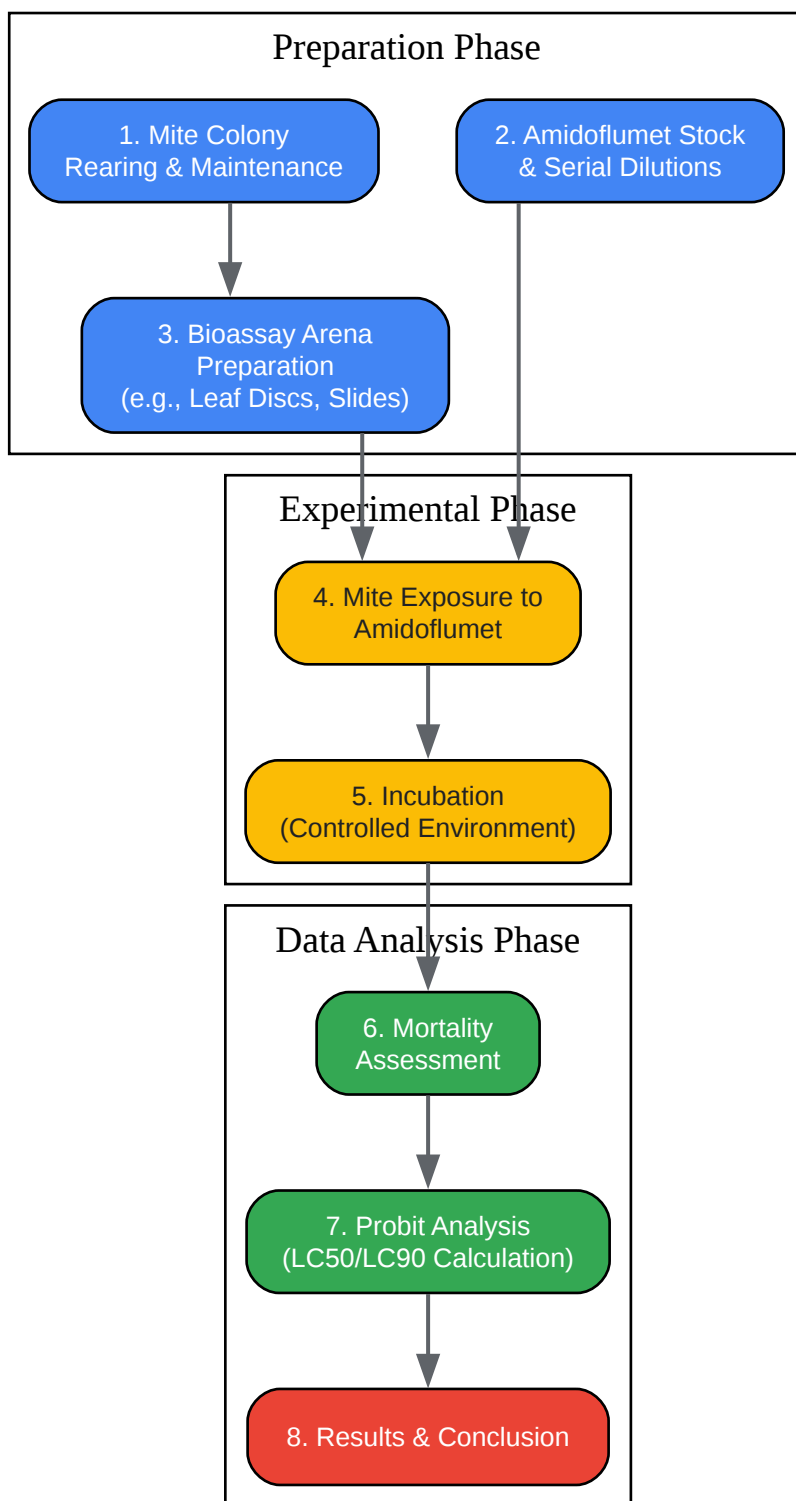 Preparation Phase
1. Mite Colony
Rearing & Maintenance
2. Amidoflumet Stock
& Serial Dilutions
3. Bioassay Arena
Preparation
(e.g., Leaf Discs, Slides)
Experimental Phase
4. Mite Exposure to
Amidoflumet
5. Incubation
(Controlled Environment)
Data Analysis Phase
6. Mortality
Assessment
7. Probit Analysis
(LC50/LC90 Calculation)
8. Results & Conclusion